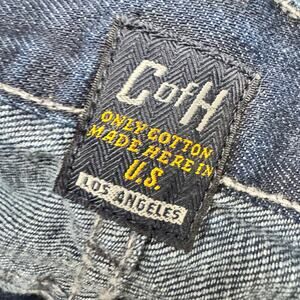 CofH
ONLY COTTON
MADE HERE IN
U.S.
LOS ANGELES